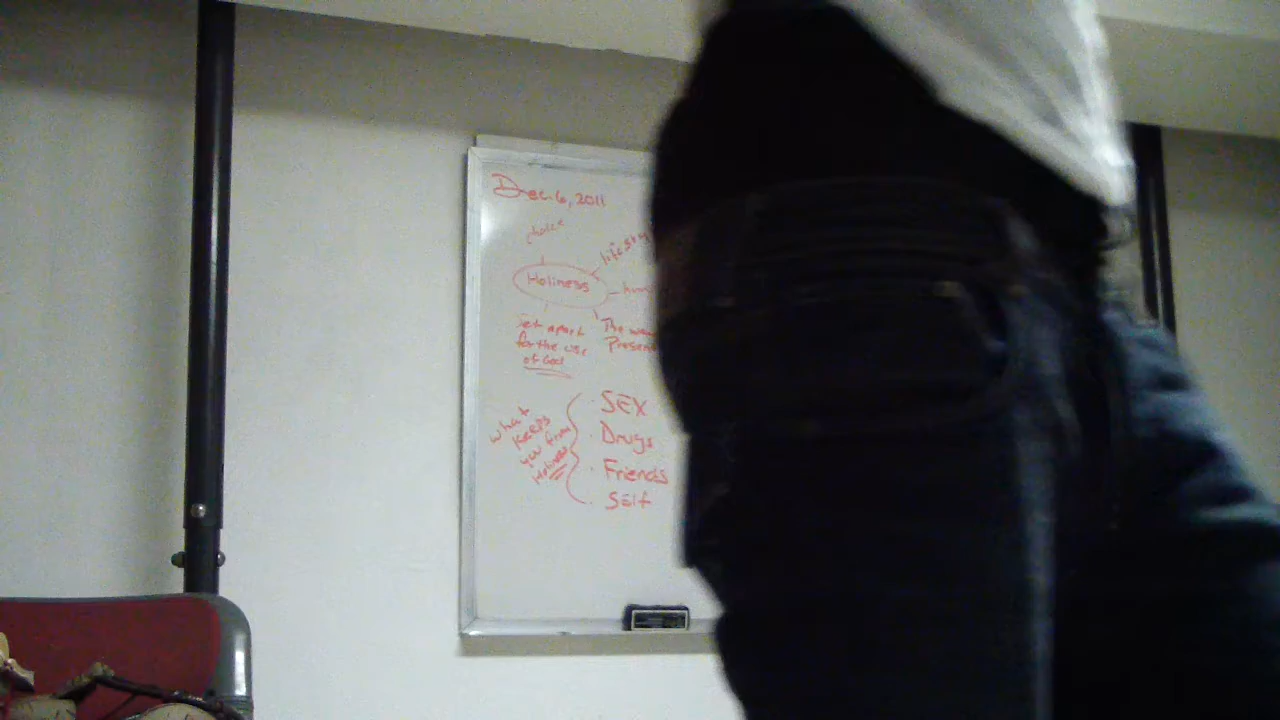 Dec. 6, 2011
choice
Holiness
Set apart
for the use
of God
The
what
keeps
you from
Holiness
SEX
Drugs
Friends
Self